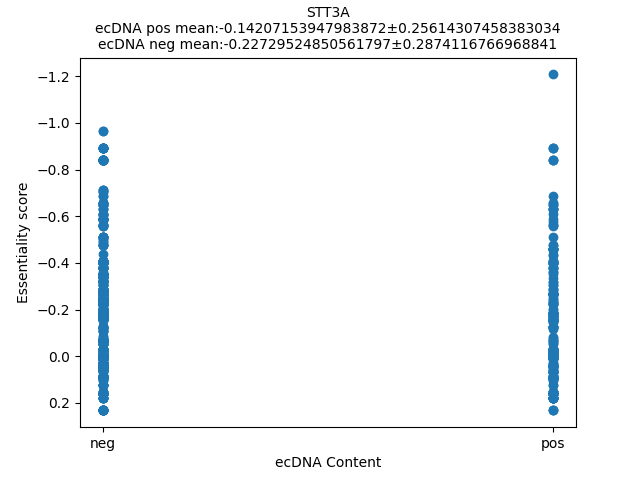 STT3A
ecDNA pos mean:-0.14207153947983872±0.25614307458383034
ecDNA neg mean:-0.22729524850561797±0.2874116766968841
−1.2
−1.0
−0.8
−0.6
−0.4
−0.2
0.0
0.2
Essentiality score
neg
pos
ecDNA Content